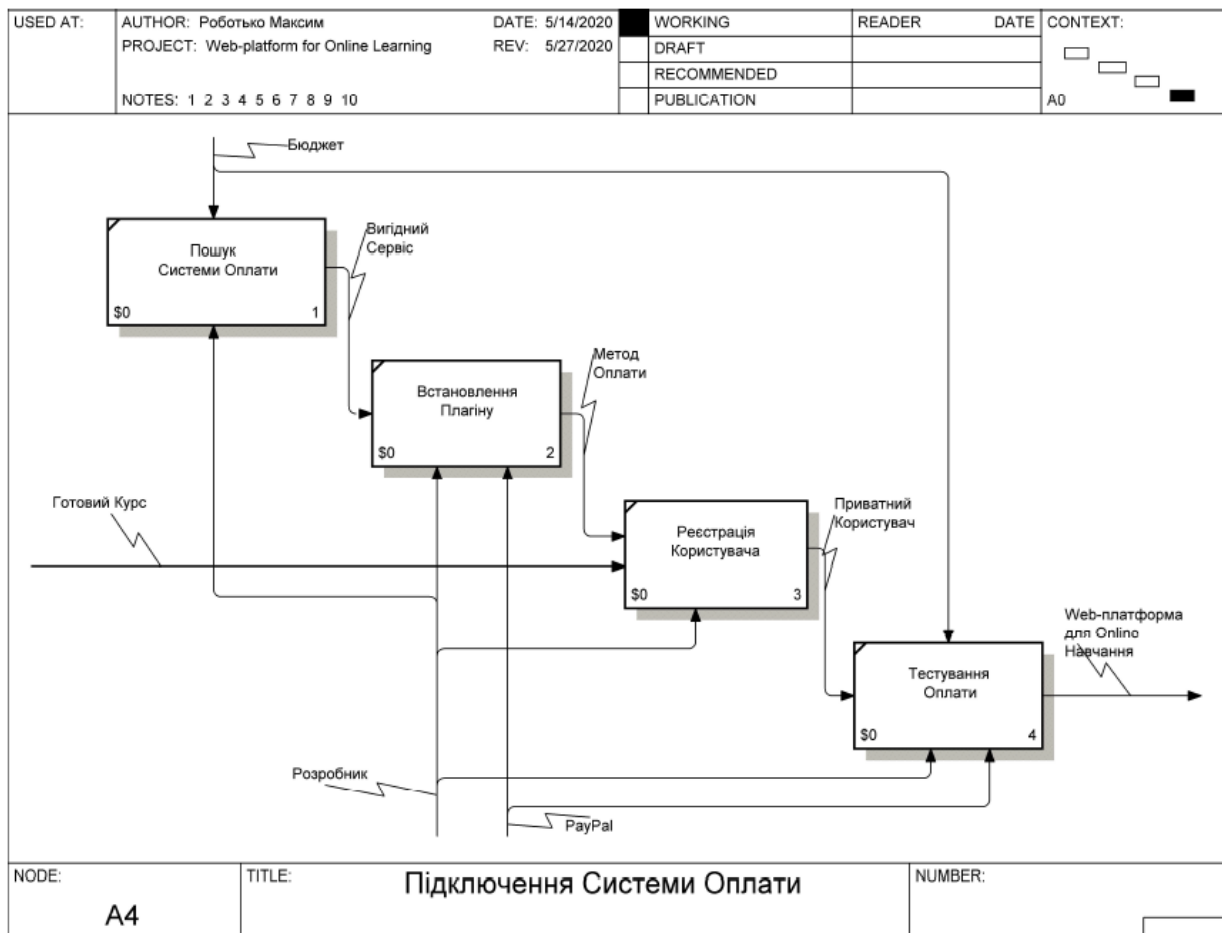 USED AT:
AUTHOR: Роботько Максим
DATE: 5/14/2020
PROJECT: Web-platform for Online Learning
REV: 5/27/2020
NOTES: 1 2 3 4 5 6 7 8 9 10
WORKING
DRAFT
RECOMMENDED
PUBLICATION
READER
DATE
CONTEXT:
A0
Бюджет
Пошук
Системи Оплати
$0
1
Вигідний
Сервіс
Встановлення
Плагіну
$0
2
Метод
Оплати
Готовий Курс
Реєстрація
Користувача
$0
3
Приватний
Користувач
Тестування
Оплати
$0
4
Web-платформа
для Online
Навчання
Розробник
PayPal
NODE:
A4
TITLE:
Підключення Системи Оплати
NUMBER: